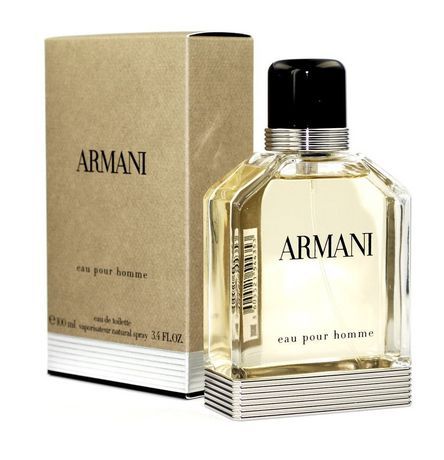 ARMANI
eau pour homme
eau de toilette
℮100 ml. vaporisateur natural spray 3.4 FL.OZ.
ARMANI
eau pour homme